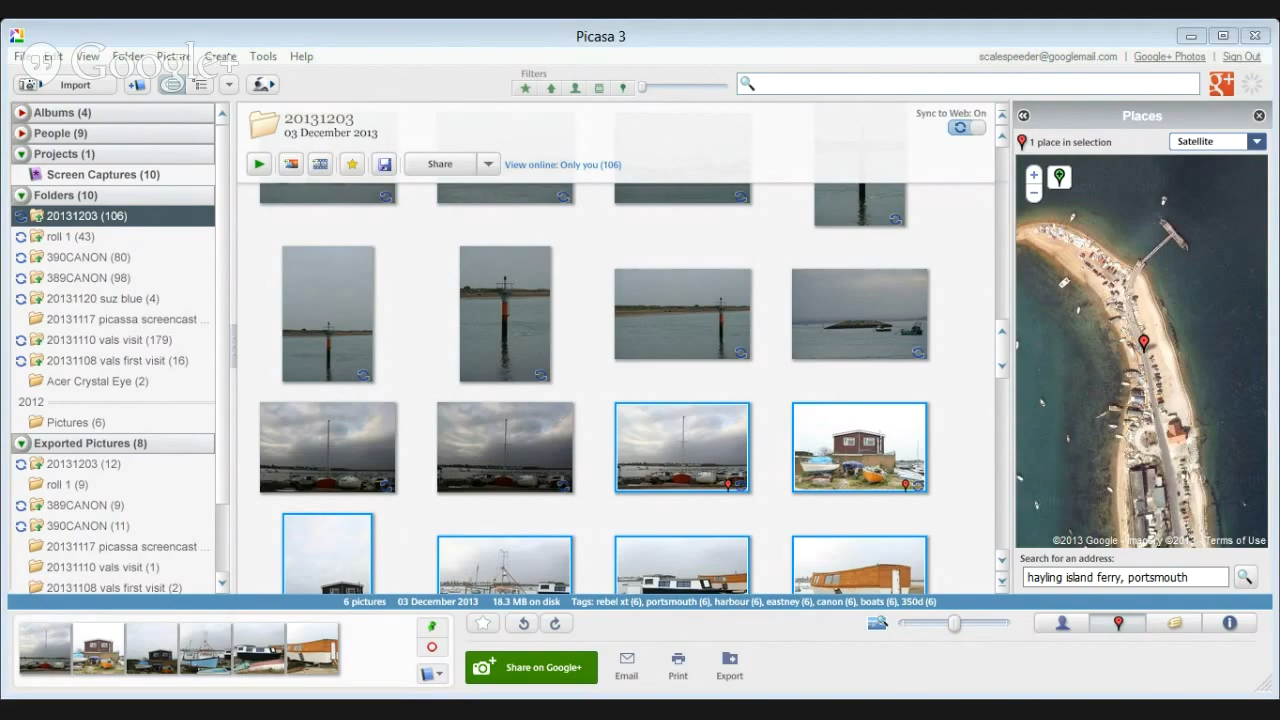 Picasa 3
File Edit View Folder Picture Create Tools Help
Google+
scalespeeder@googlemail.com | Google+ Photos | Sign Out
Import
Filters
Albums (4)
People (9)
Projects (1)
Screen Captures (10)
Folders (10)
20131203 (106)
roll 1 (43)
390CANON (80)
389CANON (98)
20131120 suz blue (4)
20131117 picassa screencast ...
20131110 vals visit (179)
20131108 vals first visit (16)
Acer Crystal Eye (2)
2012
Pictures (6)
Exported Pictures (8)
20131203 (12)
roll 1 (9)
389CANON (9)
390CANON (11)
20131117 picassa screencast ...
20131110 vals visit (1)
20131108 vals first visit (2)
20131203
03 December 2013
Sync to Web: On
Share
View online: Only you (106)
Places
1 place in selection
Satellite
©2013 Google - Imagery ©2013 - Terms of Use
Search for an address:
hayling island ferry, portsmouth
6 pictures 03 December 2013 18.3 MB on disk Tags: rebel xt (6), portsmouth (6), harbour (6), eastney (6), canon (6), boats (6), 350d (6)
Share on Google+
Email
Print
Export